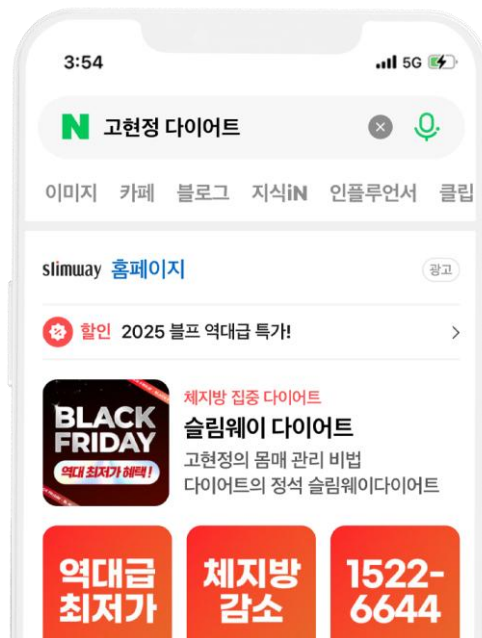 3:54
5G
N 고현정 다이어트
이미지 카페 블로그 지식iN 인플루언서 클립
slimway 홈페이지
광고
할인 2025 블프 역대급 특가!
BLACK
FRIDAY
역대 최저가 혜택!
체지방 집중 다이어트
슬림웨이 다이어트
고현정의 몸매 관리 비법
다이어트의 정석 슬림웨이다이어트
역대급
최저가
체지방
감소
1522-
6644